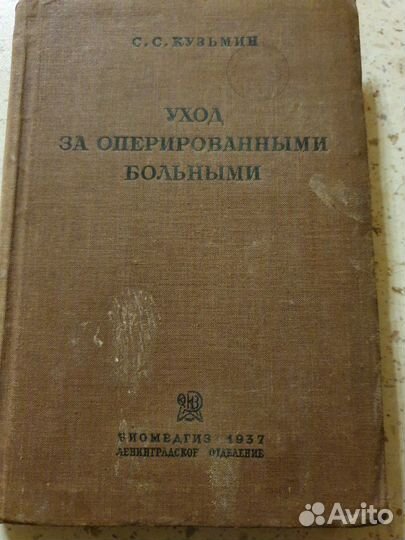 С. С. КУЗЬМИН
УХОД
ЗА ОПЕРИРОВАННЫМИ
БОЛЬНЫМИ
БИОМЕДГИЗ 1937
ЛЕНИНГРАДСКОЕ ОТДЕЛЕНИЕ
Avito